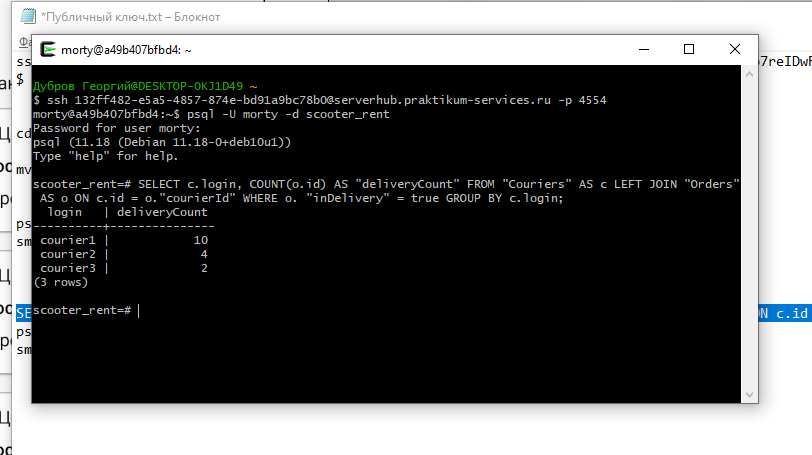 *Публичный ключ.txt – Блокнот
morty@a49b407bfbd4: ~
Дубров Георгий@DESKTOP-OKJ1D49 ~
$ ssh 132ff482-e5a5-4857-874e-bd91a9bc78b0@serverhub.praktikum-services.ru -p 4554
morty@a49b407bfbd4:~$ psql -U morty -d scooter_rent
Password for user morty:
psql (11.18 (Debian 11.18-0+deb10u1))
Type "help" for help.
scooter_rent=# SELECT c.login, COUNT(o.id) AS "deliveryCount" FROM "Couriers" AS c LEFT JOIN "Orders"
AS o ON c.id = o."courierId" WHERE o. "inDelivery" = true GROUP BY c.login;
login | deliveryCount
----------+---------------
courier1 | 10
courier2 | 4
courier3 | 2
(3 rows)
scooter_rent=#
$
cd
mv
ps
sm
SE
ON c.id
ps
sm